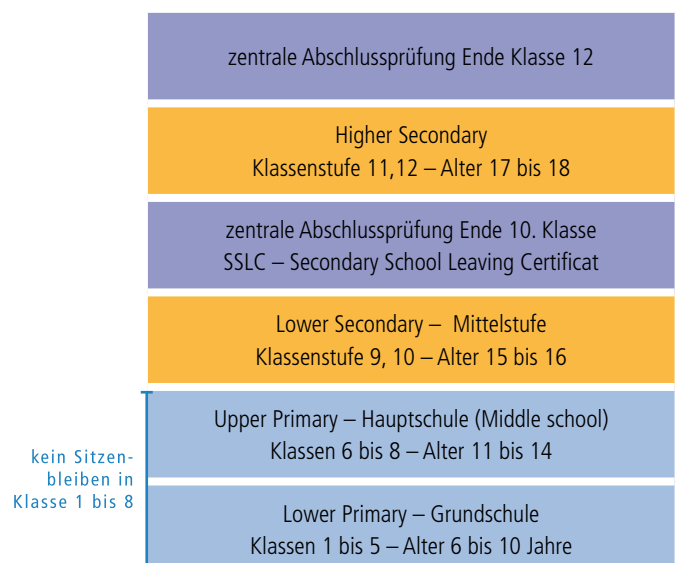 zentrale Abschlussprüfung Ende Klasse 12
Higher Secondary
Klassenstufe 11,12 – Alter 17 bis 18
zentrale Abschlussprüfung Ende 10. Klasse
SSLC – Secondary School Leaving Certificat
Lower Secondary – Mittelstufe
Klassenstufe 9, 10 – Alter 15 bis 16
Upper Primary – Hauptschule (Middle school)
Klassen 6 bis 8 – Alter 11 bis 14
kein Sitzen-
bleiben in
Klasse 1 bis 8
Lower Primary – Grundschule
Klassen 1 bis 5 – Alter 6 bis 10 Jahre